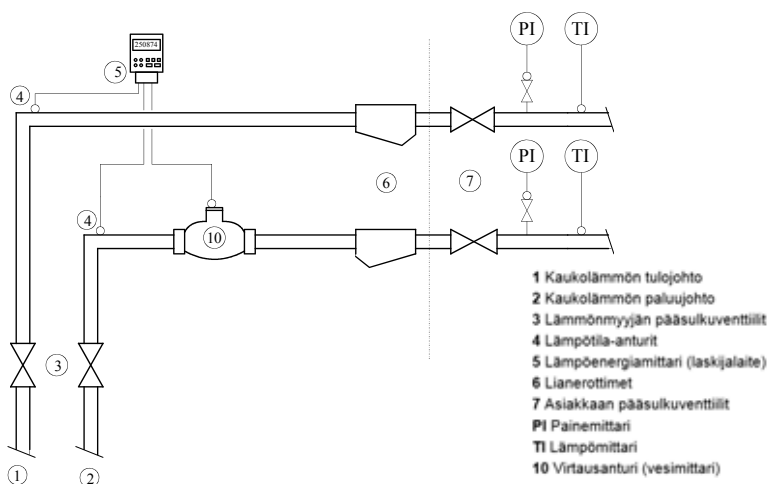 PI TI
250874
5
4
6 7
PI TI
4
10
3
1 2
1 Kaukolämmön tulojohto
2 Kaukolämmön paluujohto
3 Lämmönmyyjän pääsulkuventtiilit
4 Lämpötila-anturit
5 Lämpöenergiamittari (laskijalaite)
6 Lianerottimet
7 Asiakkaan pääsulkuventtiilit
PI Painemittari
TI Lämpömittari
10 Virtausanturi (vesimittari)